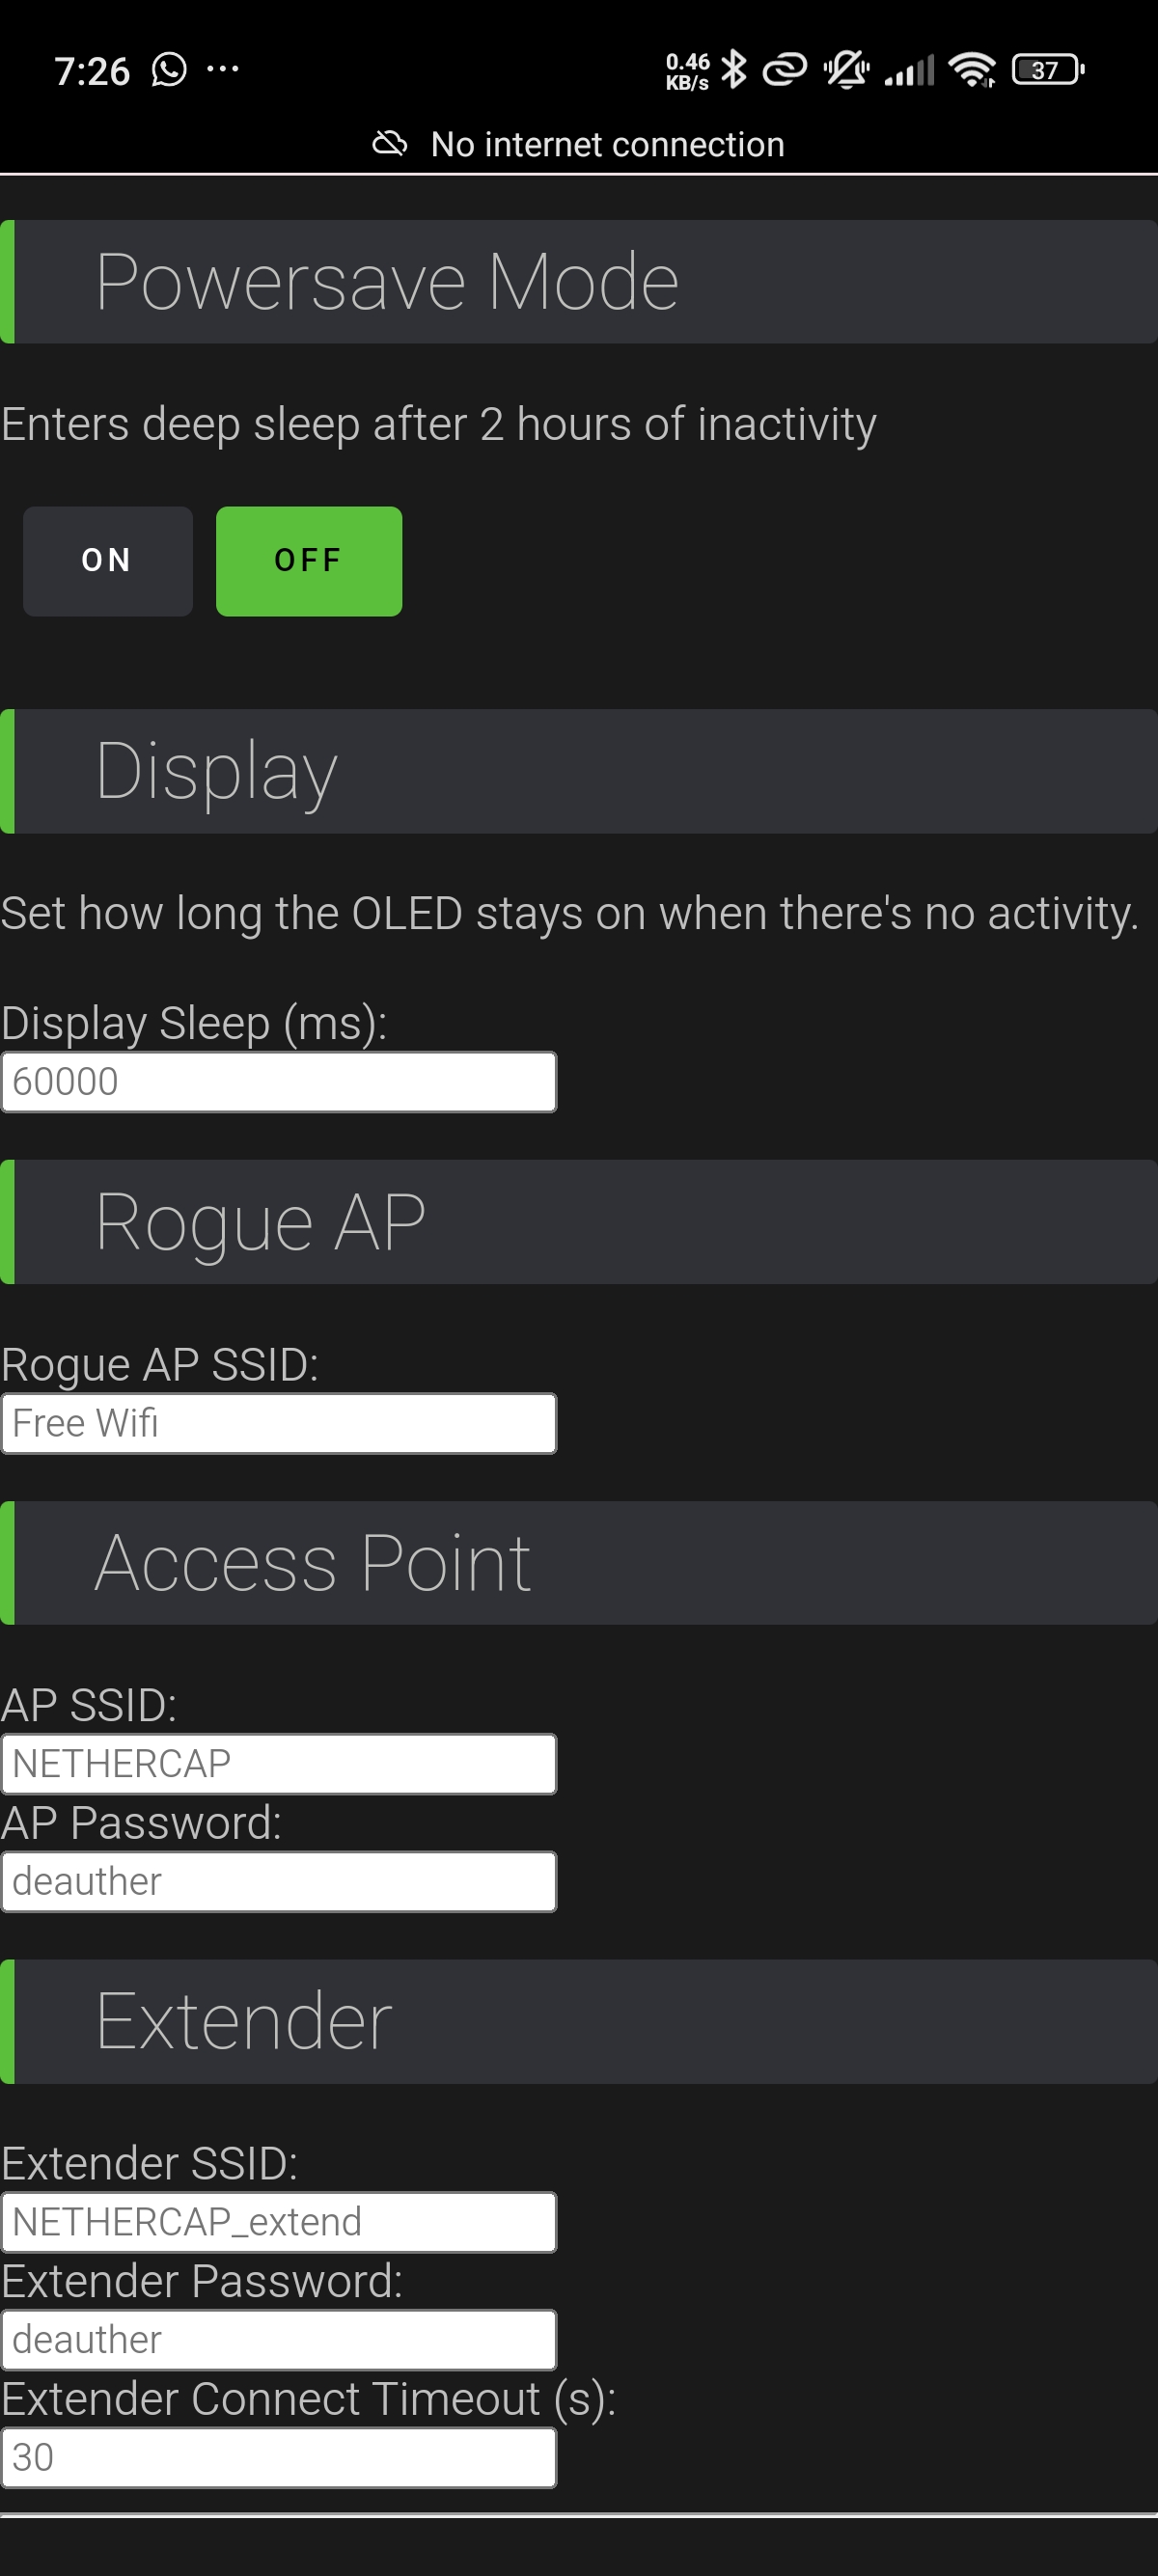 7:26 ... 0.46 KB/s 37
No internet connection
Powersave Mode
Enters deep sleep after 2 hours of inactivity
ON OFF
Display
Set how long the OLED stays on when there's no activity.
Display Sleep (ms):
60000
Rogue AP
Rogue AP SSID:
Free Wifi
Access Point
AP SSID:
NETHERCAP
AP Password:
deauther
Extender
Extender SSID:
NETHERCAP_extend
Extender Password:
deauther
Extender Connect Timeout (s):
30